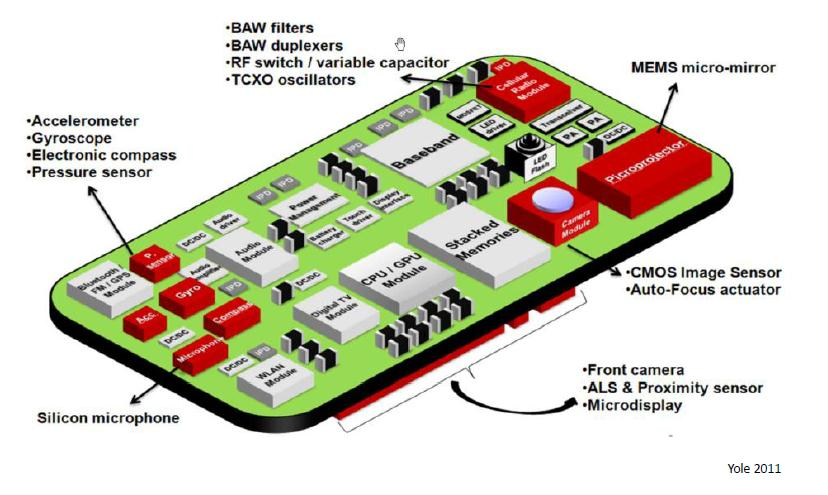 •BAW filters
•BAW duplexers
•RF switch / variable capacitor
•TCXO oscillators
MEMS micro-mirror
•Accelerometer
•Gyroscope
•Electronic compass
•Pressure sensor
IPD
Cellular
Radio
Module
IPD
IPD
IPD
MOSFET
LED
driver
Transceiver
PA
PA
DC/DC
Baseband
LED
Flash
Picoprojector
IPD
IPD
Power
Management
Display
Interface
Touch
driver
Battery
charger
Audio
driver
DC/DC
Audio
Module
Stacked
Memories
Camera
Module
P.
sensor
Audio
Bluetooth /
FM / GPS
Module
Gyro
IPD
DC/DC
CPU / GPU
Module
•CMOS Image Sensor
•Auto-Focus actuator
Acc.
Compass
Digital TV
Module
DC/DC
Microphone
IPD
DC/DC
WLAN
Module
•Front camera
•ALS & Proximity sensor
•Microdisplay
Silicon microphone
Yole 2011